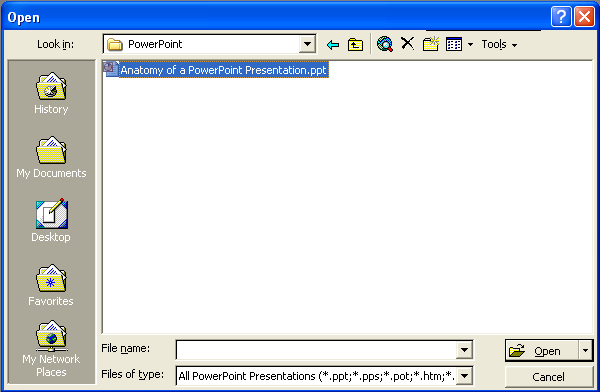 Open
Look in: PowerPoint Tools
Anatomy of a PowerPoint Presentation.ppt
History
My Documents
Desktop
Favorites
My Network
Places
File name: Open
Files of type: All PowerPoint Presentations (*.ppt;*.pps;*.pot;*.htm;*. Cancel